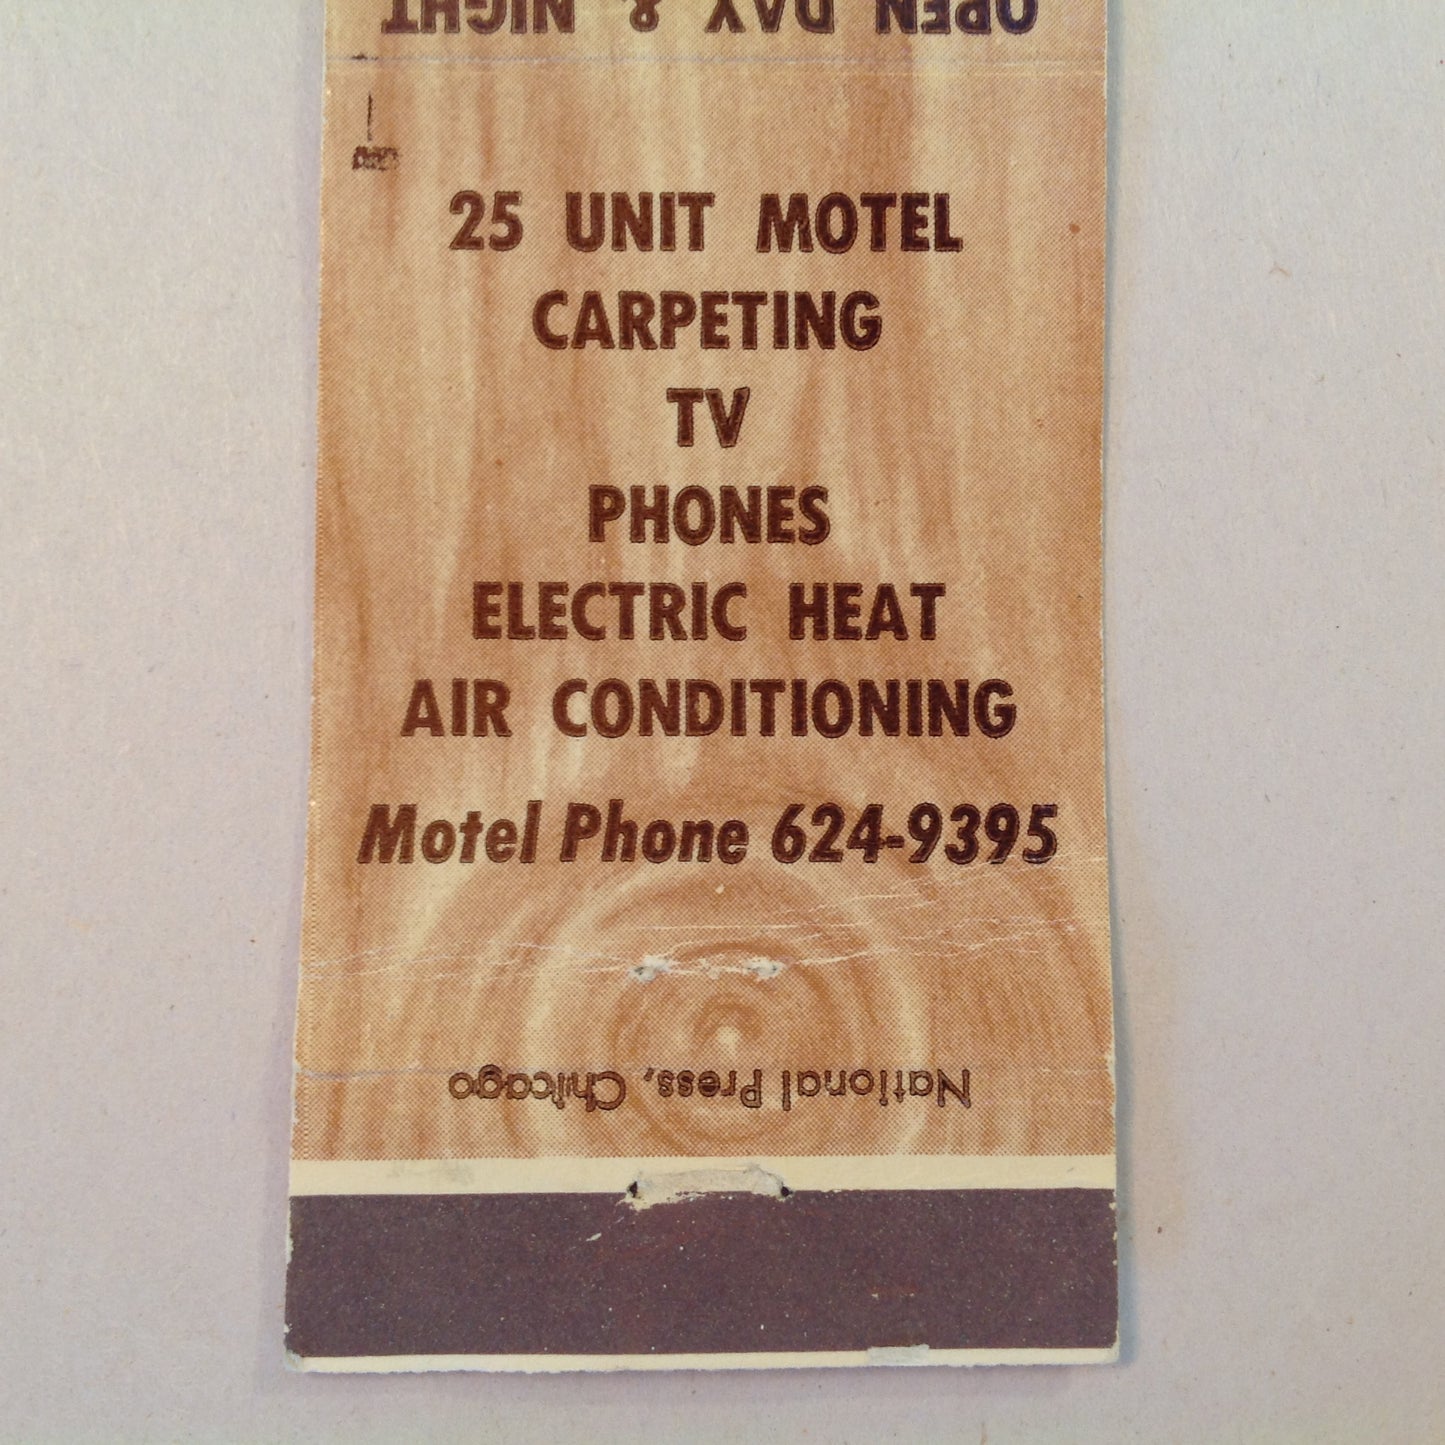 OPEN DAY & NIGHT
25 UNIT MOTEL
CARPETING
TV
PHONES
ELECTRIC HEAT
AIR CONDITIONING
Motel Phone 624-9395
National Press, Chicago